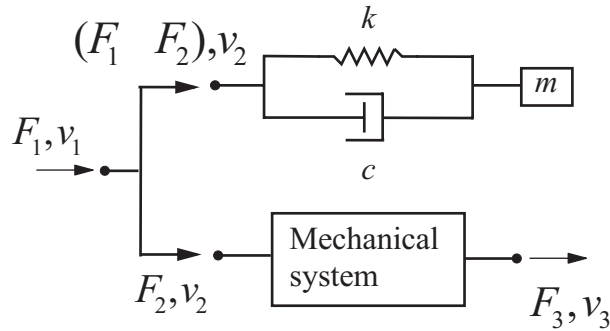 k
(F₁ F₂),v₂
m
F₁,v₁
c
Mechanical
system
F₂,v₂
F₃,v₃